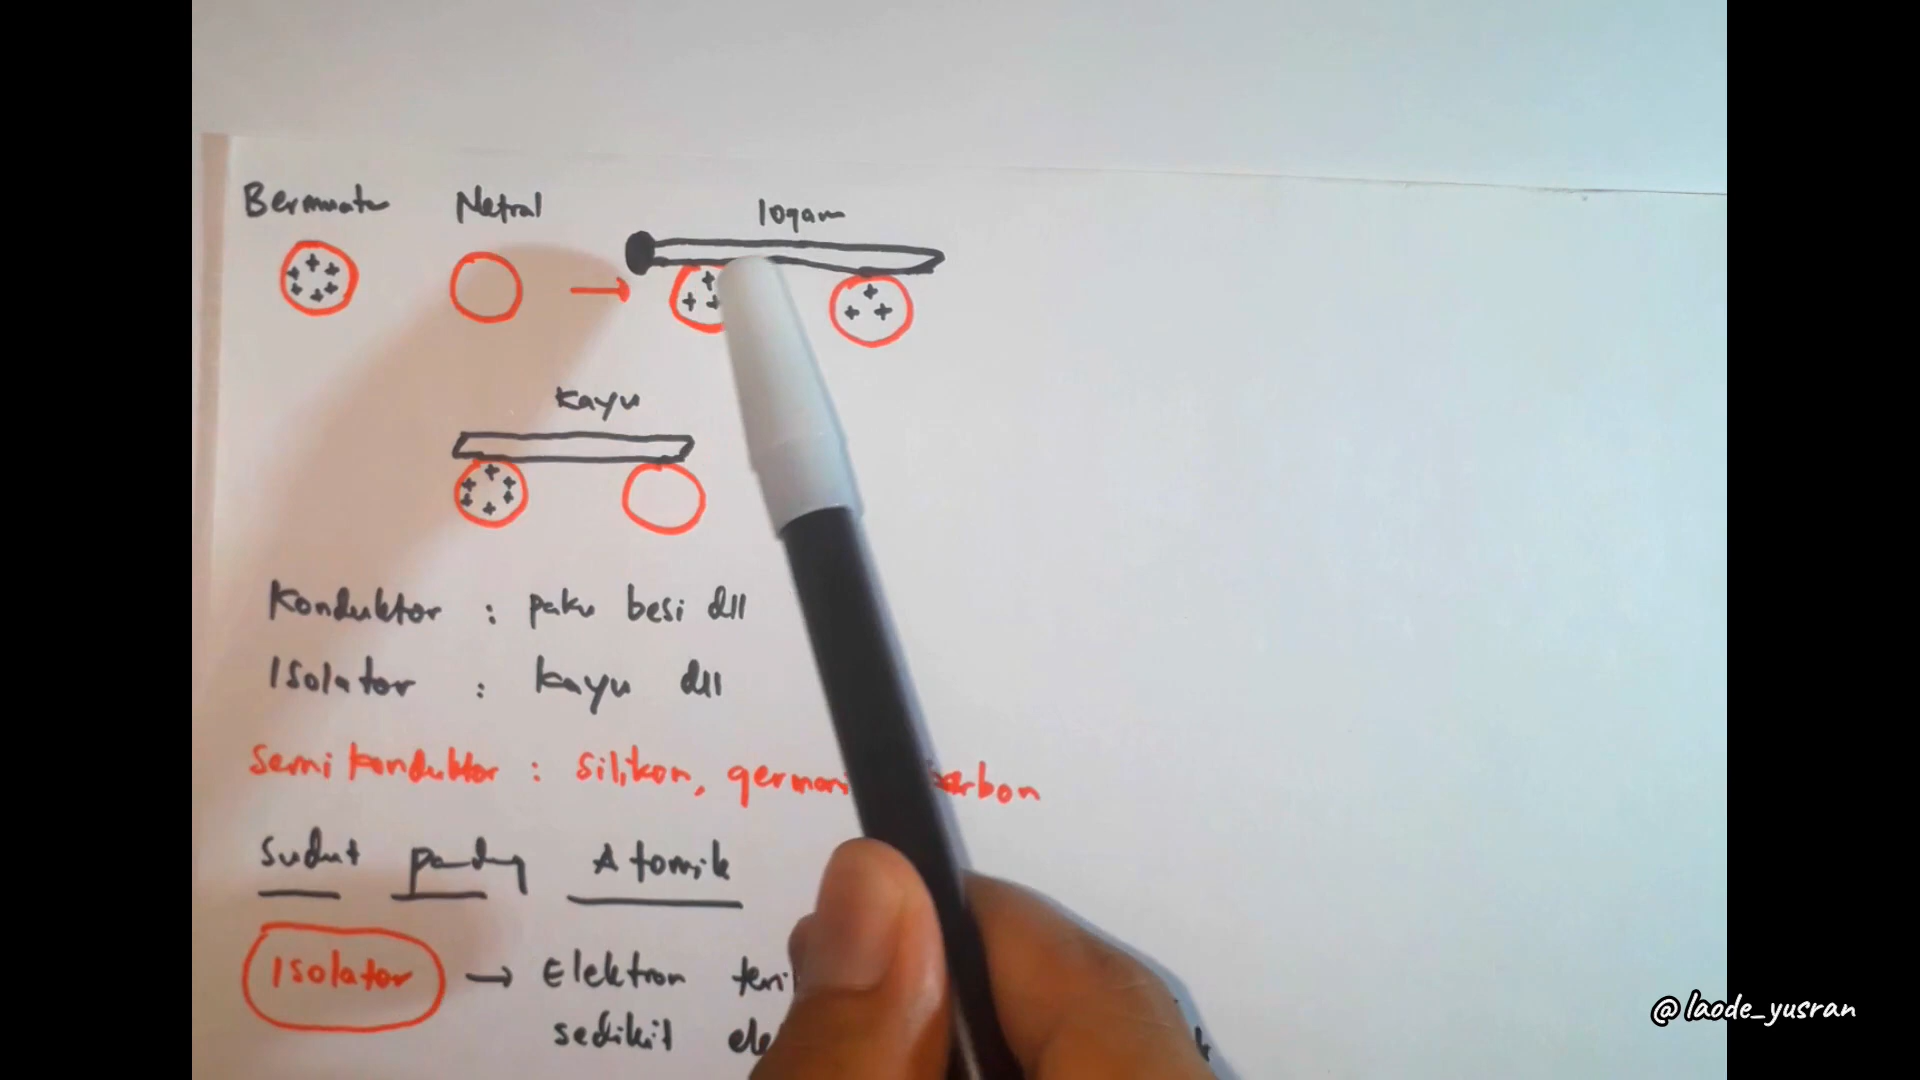 Bermuatan Netral logam
+ + + + + +
+ + +
+ + +
kayu
+ + + + + +
Konduktor : paku besi dll
Isolator : kayu dll
Semi konduktor : silikon,
Sudut pandang Atomik
Isolator → Elektron
sedikit
@laode_yusran